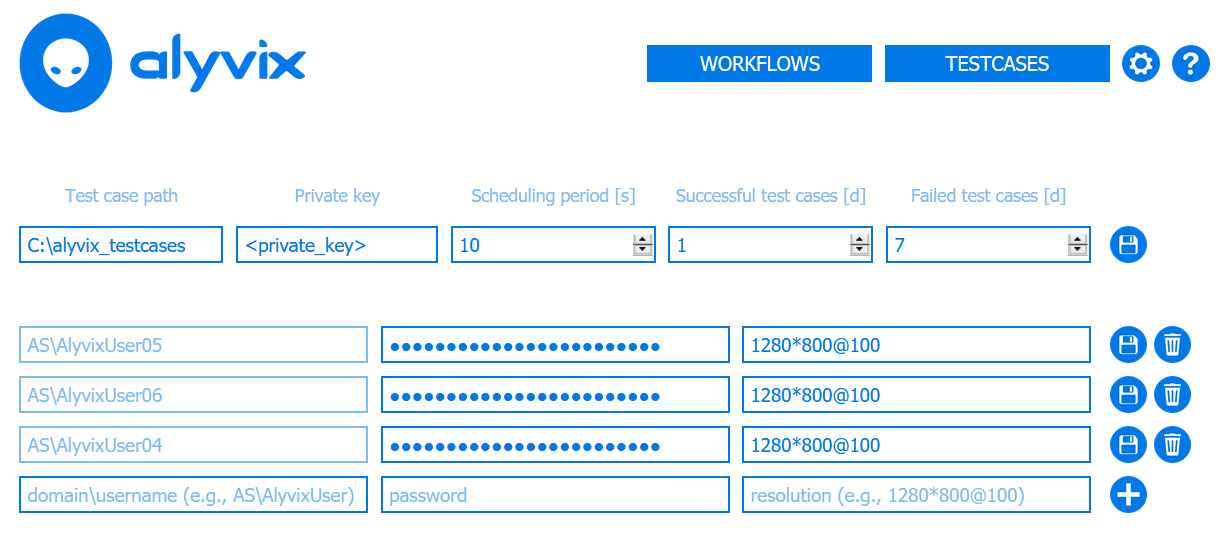 alyvix
WORKFLOWS TESTCASES ?
Test case path Private key Scheduling period [s] Successful test cases [d] Failed test cases [d]
C:\alyvix_testcases <private_key> 10 1 7
AS\AlyvixUser05 ●●●●●●●●●●●●●●●●●●●●●●●● 1280*800@100
AS\AlyvixUser06 ●●●●●●●●●●●●●●●●●●●●●●●● 1280*800@100
AS\AlyvixUser04 ●●●●●●●●●●●●●●●●●●●●●●●● 1280*800@100
domain\username (e.g., AS\AlyvixUser) password resolution (e.g., 1280*800@100)